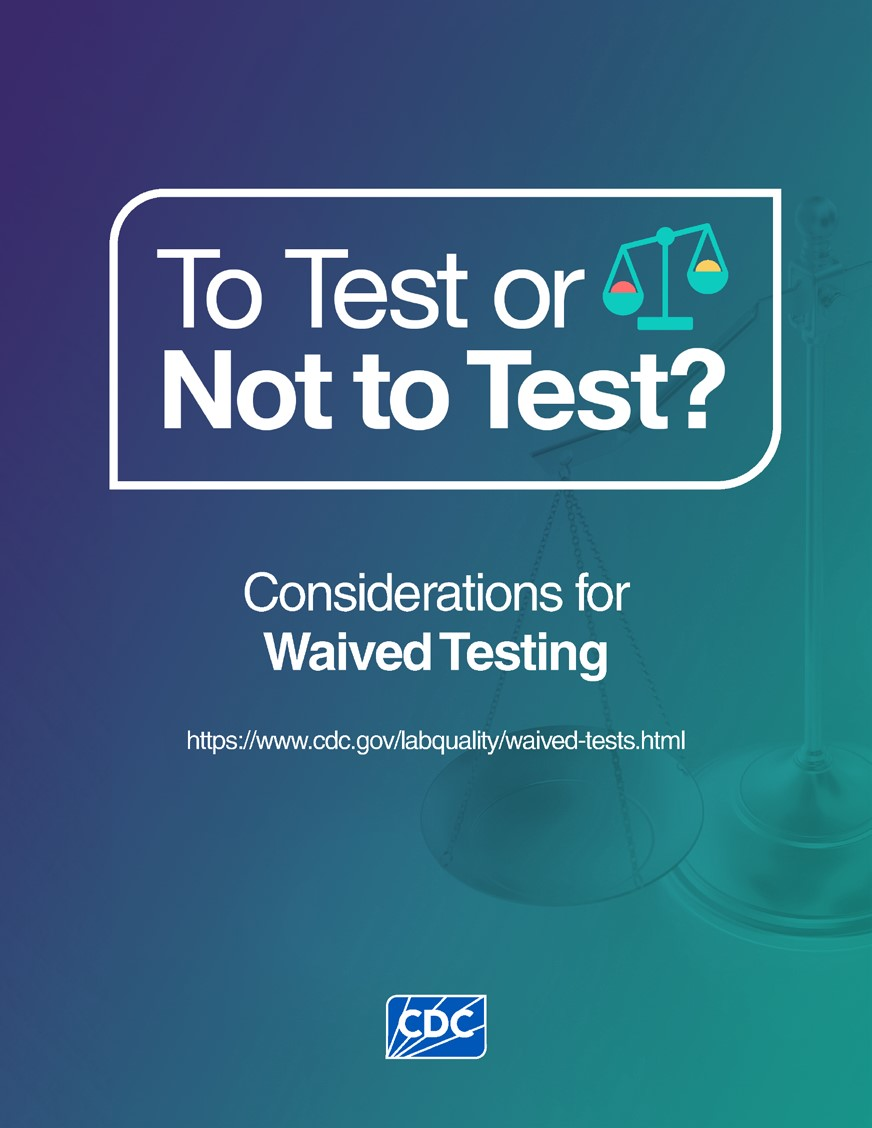 To Test or
Not to Test?
Considerations for
Waived Testing
https://www.cdc.gov/labquality/waived-tests.html
CDC